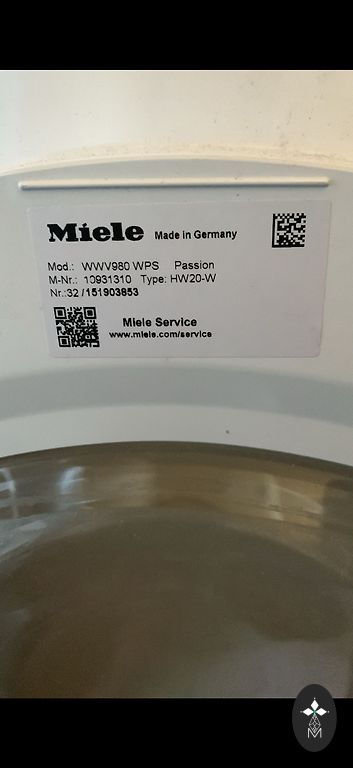 Miele Made in Germany
Mod.: WWV980 WPS Passion
M-Nr.: 10931310 Type: HW20-W
Nr.:32 /151903853
Miele Service
www.miele.com/service
M